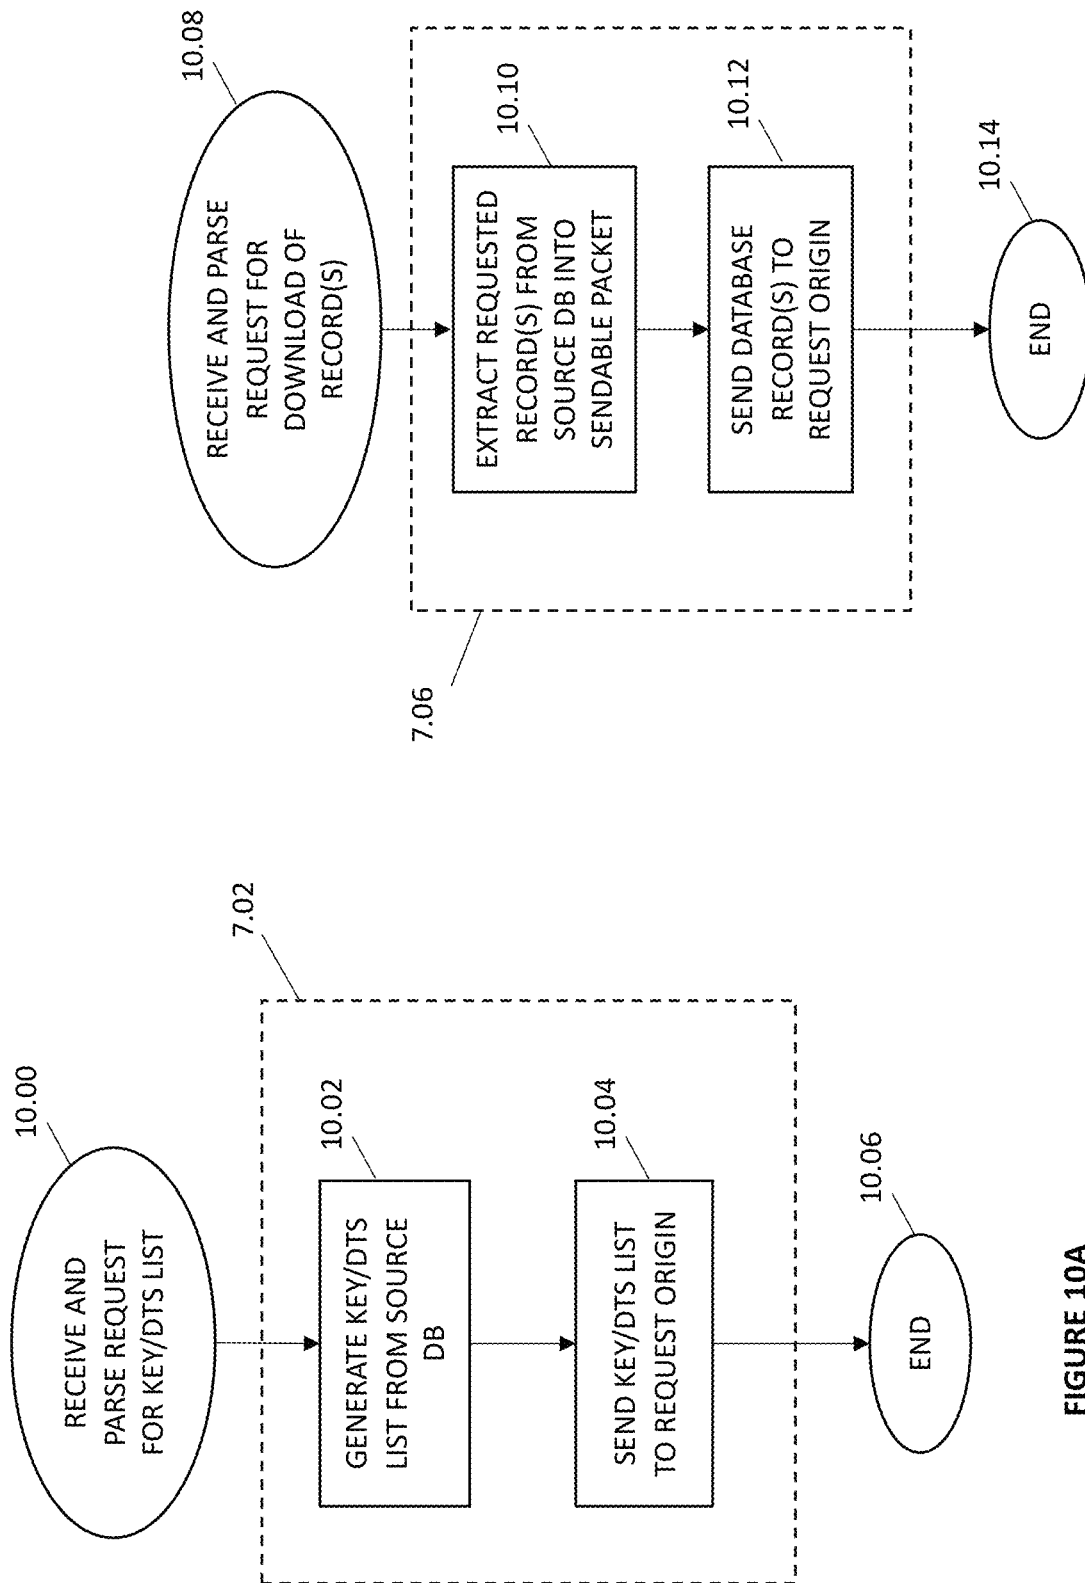 10.00
RECEIVE AND
PARSE REQUEST
FOR KEY/DTS LIST
7.02
10.02
GENERATE KEY/DTS
LIST FROM SOURCE
DB
10.04
SEND KEY/DTS LIST
TO REQUEST ORIGIN
10.06
END
10.08
RECEIVE AND PARSE
REQUEST FOR
DOWNLOAD OF
RECORD(S)
7.06
10.10
EXTRACT REQUESTED
RECORD(S) FROM
SOURCE DB INTO
SENDABLE PACKET
10.12
SEND DATABASE
RECORD(S) TO
REQUEST ORIGIN
10.14
END
FIGURE 10A